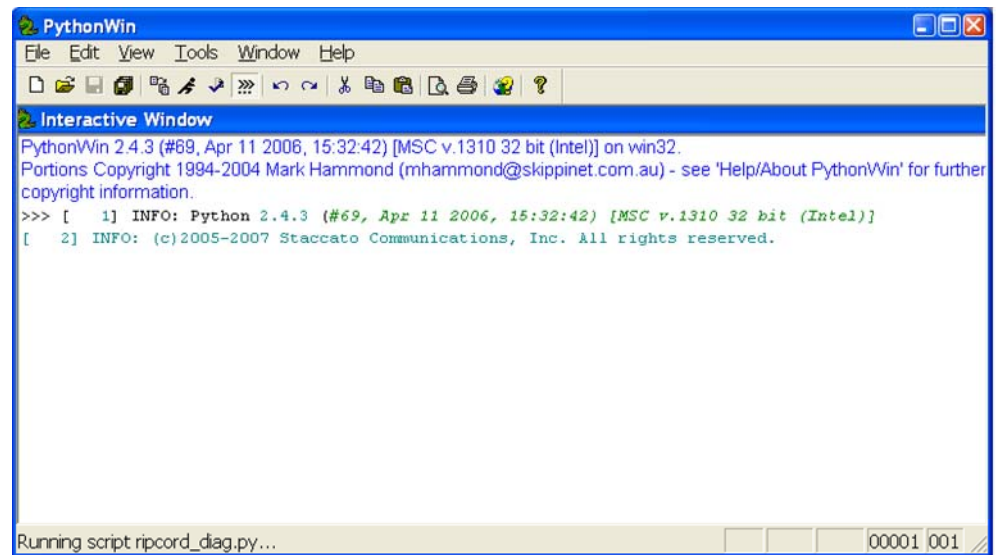 PythonWin
File Edit View Tools Window Help
Interactive Window
PythonWin 2.4.3 (#69, Apr 11 2006, 15:32:42) [MSC v.1310 32 bit (Intel)] on win32.
Portions Copyright 1994-2004 Mark Hammond (mhammond@skippinet.com.au) - see 'Help/About PythonWin' for further
copyright information.
>>> [   1] INFO: Python 2.4.3 (#69, Apr 11 2006, 15:32:42) [MSC v.1310 32 bit (Intel)]
[   2] INFO: (c)2005-2007 Staccato Communications, Inc. All rights reserved.
Running script ripcord_diag.py... 00001 001